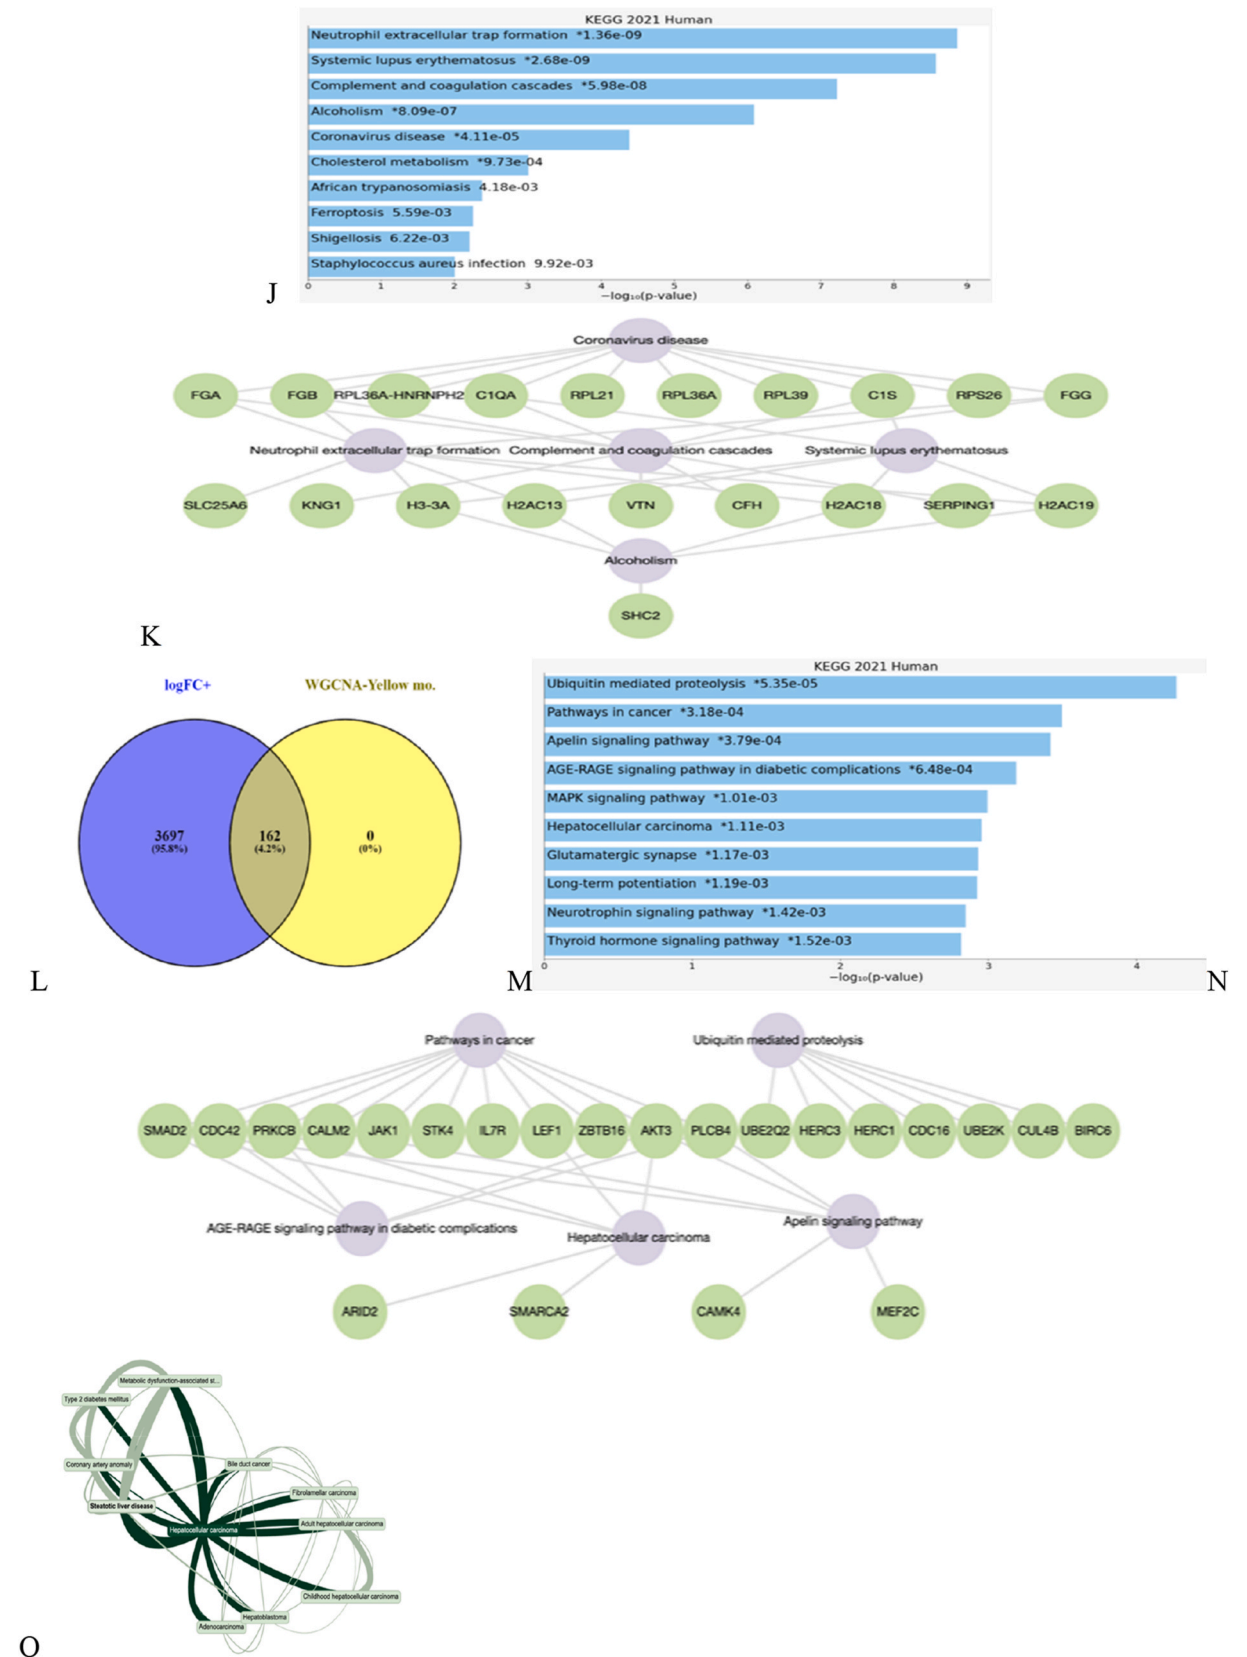 KEGG 2021 Human
Neutrophil extracellular trap formation *1.36e-09
Systemic lupus erythematosus *2.68e-09
Complement and coagulation cascades *5.98e-08
Alcoholism *8.09e-07
Coronavirus disease *4.11e-05
Cholesterol metabolism *9.73e-04
African trypanosomiasis 4.18e-03
Ferroptosis 5.59e-03
Shigellosis 6.22e-03
Staphylococcus aureus infection 9.92e-03
0 1 2 3 4 5 6 7 8 9
−log₁₀(p-value)
J
Coronavirus disease
FGA FGB RPL36A-HNRNPH2 C1QA RPL21 RPL36A RPL39 C1S RPS26 FGG
Neutrophil extracellular trap formation Complement and coagulation cascades Systemic lupus erythematosus
SLC25A6 KNG1 H3-3A H2AC13 VTN CFH H2AC18 SERPING1 H2AC19
Alcoholism
SHC2
K
logFC+ WGCNA-Yellow mo.
3697 162 0
(95.8%) (4.2%) (0%)
L
KEGG 2021 Human
Ubiquitin mediated proteolysis *5.35e-05
Pathways in cancer *3.18e-04
Apelin signaling pathway *3.79e-04
AGE-RAGE signaling pathway in diabetic complications *6.48e-04
MAPK signaling pathway *1.01e-03
Hepatocellular carcinoma *1.11e-03
Glutamatergic synapse *1.17e-03
Long-term potentiation *1.19e-03
Neurotrophin signaling pathway *1.42e-03
Thyroid hormone signaling pathway *1.52e-03
0 1 2 3 4
−log₁₀(p-value)
M
N
Pathways in cancer Ubiquitin mediated proteolysis
SMAD2 CDC42 PRKCB CALM2 JAK1 STK4 IL7R LEF1 ZBTB16 AKT3 PLCB4 UBE2Q2 HERC3 HERC1 CDC16 UBE2K CUL4B BIRC6
AGE-RAGE signaling pathway in diabetic complications Hepatocellular carcinoma Apelin signaling pathway
ARID2 SMARCA2 CAMK4 MEF2C
Metabolic dysfunction-associated st...
Type 2 diabetes mellitus
Coronary artery anomaly
Bile duct cancer
Fibrolamellar carcinoma
Steatotic liver disease
Adult hepatocellular carcinoma
Hepatocellular carcinoma
Childhood hepatocellular carcinoma
Hepatoblastoma
Adenocarcinoma
O